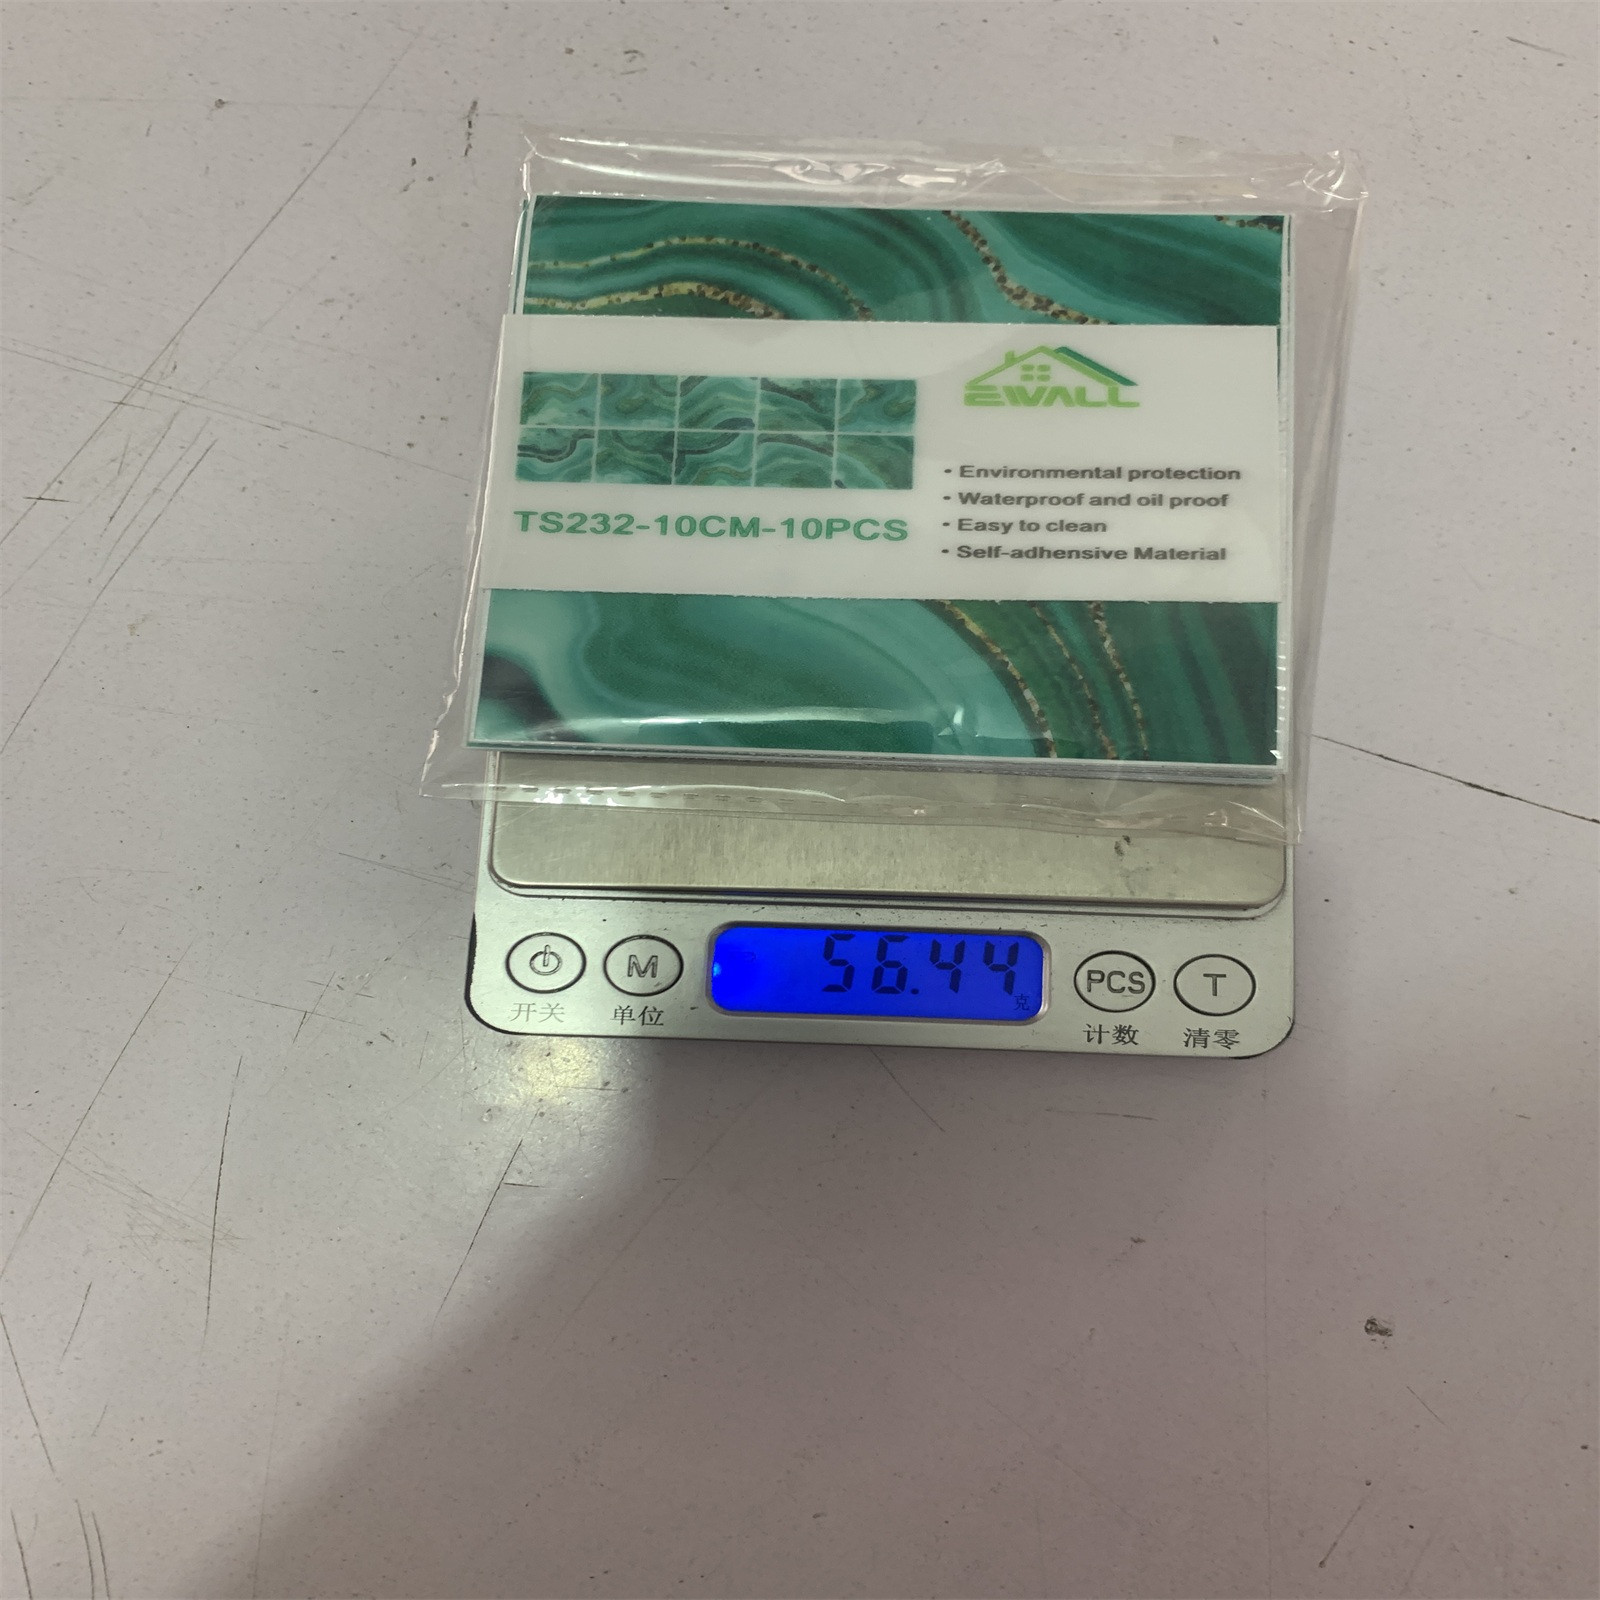 EWALL
TS232-10CM-10PCS
• Environmental protection
• Waterproof and oil proof
• Easy to clean
• Self-adhensive Material
56.44
克
M
PCS
T
开关
单位
计数
清零